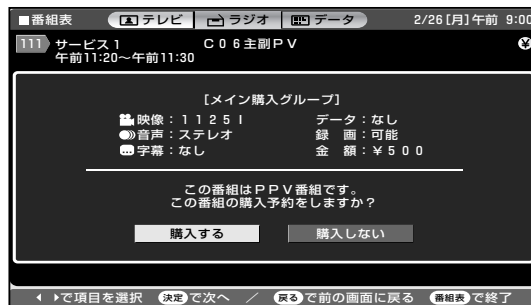 ■番組表 テレビ ラジオ データ 2/26[月]午前 9:00
111 サービス1 C06主副PV ¥
午前11:20～午前11:30
[メイン購入グループ]
映像：1125I データ：なし
音声：ステレオ 録 画：可能
字幕：なし 金 額：¥500
この番組はPPV番組です。
この番組の購入予約をしますか？
購入する 購入しない
で項目を選択 決定で次へ ／ 戻るで前の画面に戻る 番組表で終了